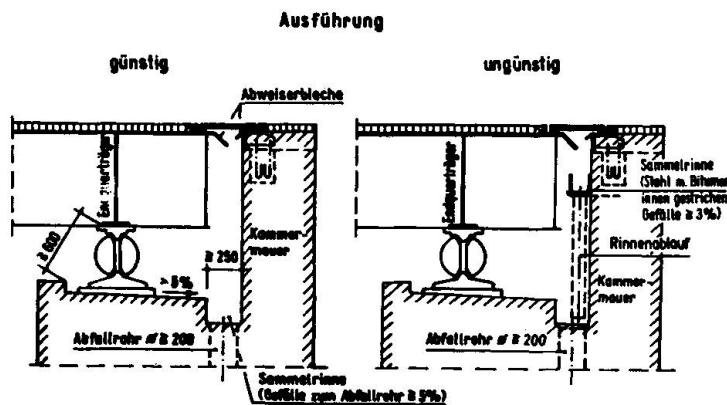 Ausführung
günstig
ungünstig
Abweiserbleche
Endquerträger
≧ 600
> 5%
≧ 250
Kammer-
mauer
Abfallrohr ⌀ ≧ 200
Sammelrinne
(Gefälle zum Abfallrohr ≧ 5%)
Endquerträger
Sammelrinne
(Stahl m. Bitumen
innen gestrichen
Gefälle ≧ 3%)
Rinnenablauf
Kammer-
mauer
Abfallrohr ⌀ ≧ 200